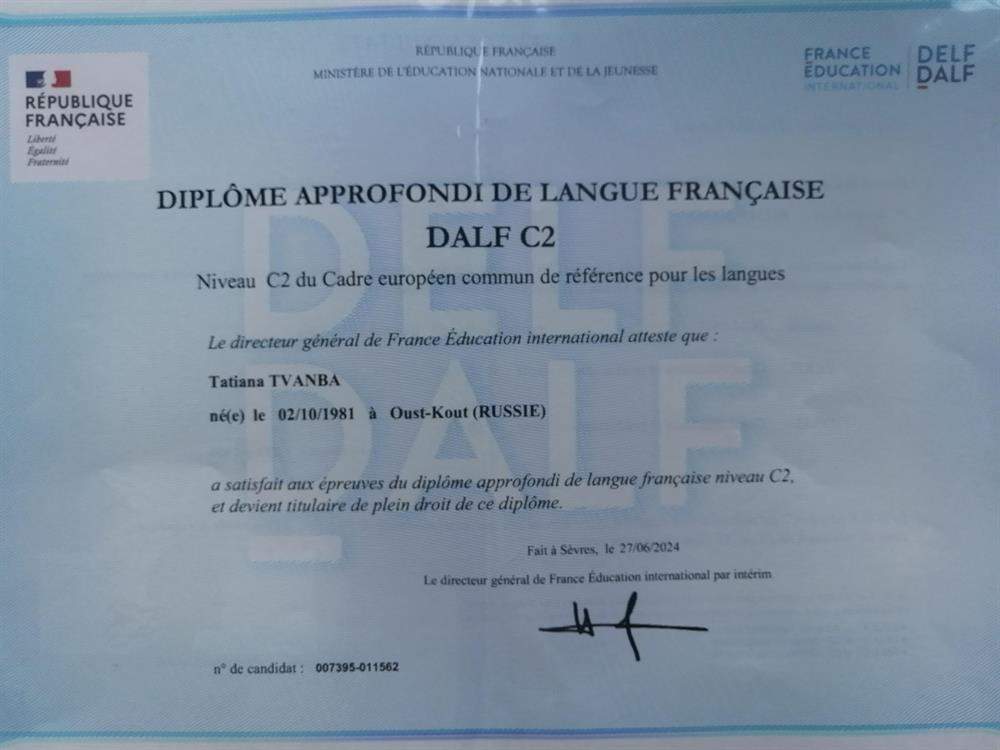 RÉPUBLIQUE FRANÇAISE
MINISTÈRE DE L'ÉDUCATION NATIONALE ET DE LA JEUNESSE
RÉPUBLIQUE
FRANÇAISE
Liberté
Égalité
Fraternité
FRANCE
ÉDUCATION
INTERNATIONAL
DELF
DALF
DIPLÔME APPROFONDI DE LANGUE FRANÇAISE
DALF C2
Niveau C2 du Cadre européen commun de référence pour les langues
Le directeur général de France Éducation international atteste que :
Tatiana TVANBA
né(e) le 02/10/1981 à Oust-Kout (RUSSIE)
a satisfait aux épreuves du diplôme approfondi de langue française niveau C2,
et devient titulaire de plein droit de ce diplôme.
Fait à Sèvres, le 27/06/2024
Le directeur général de France Éducation international par intérim
n° de candidat : 007395-011562
DELF
DALF